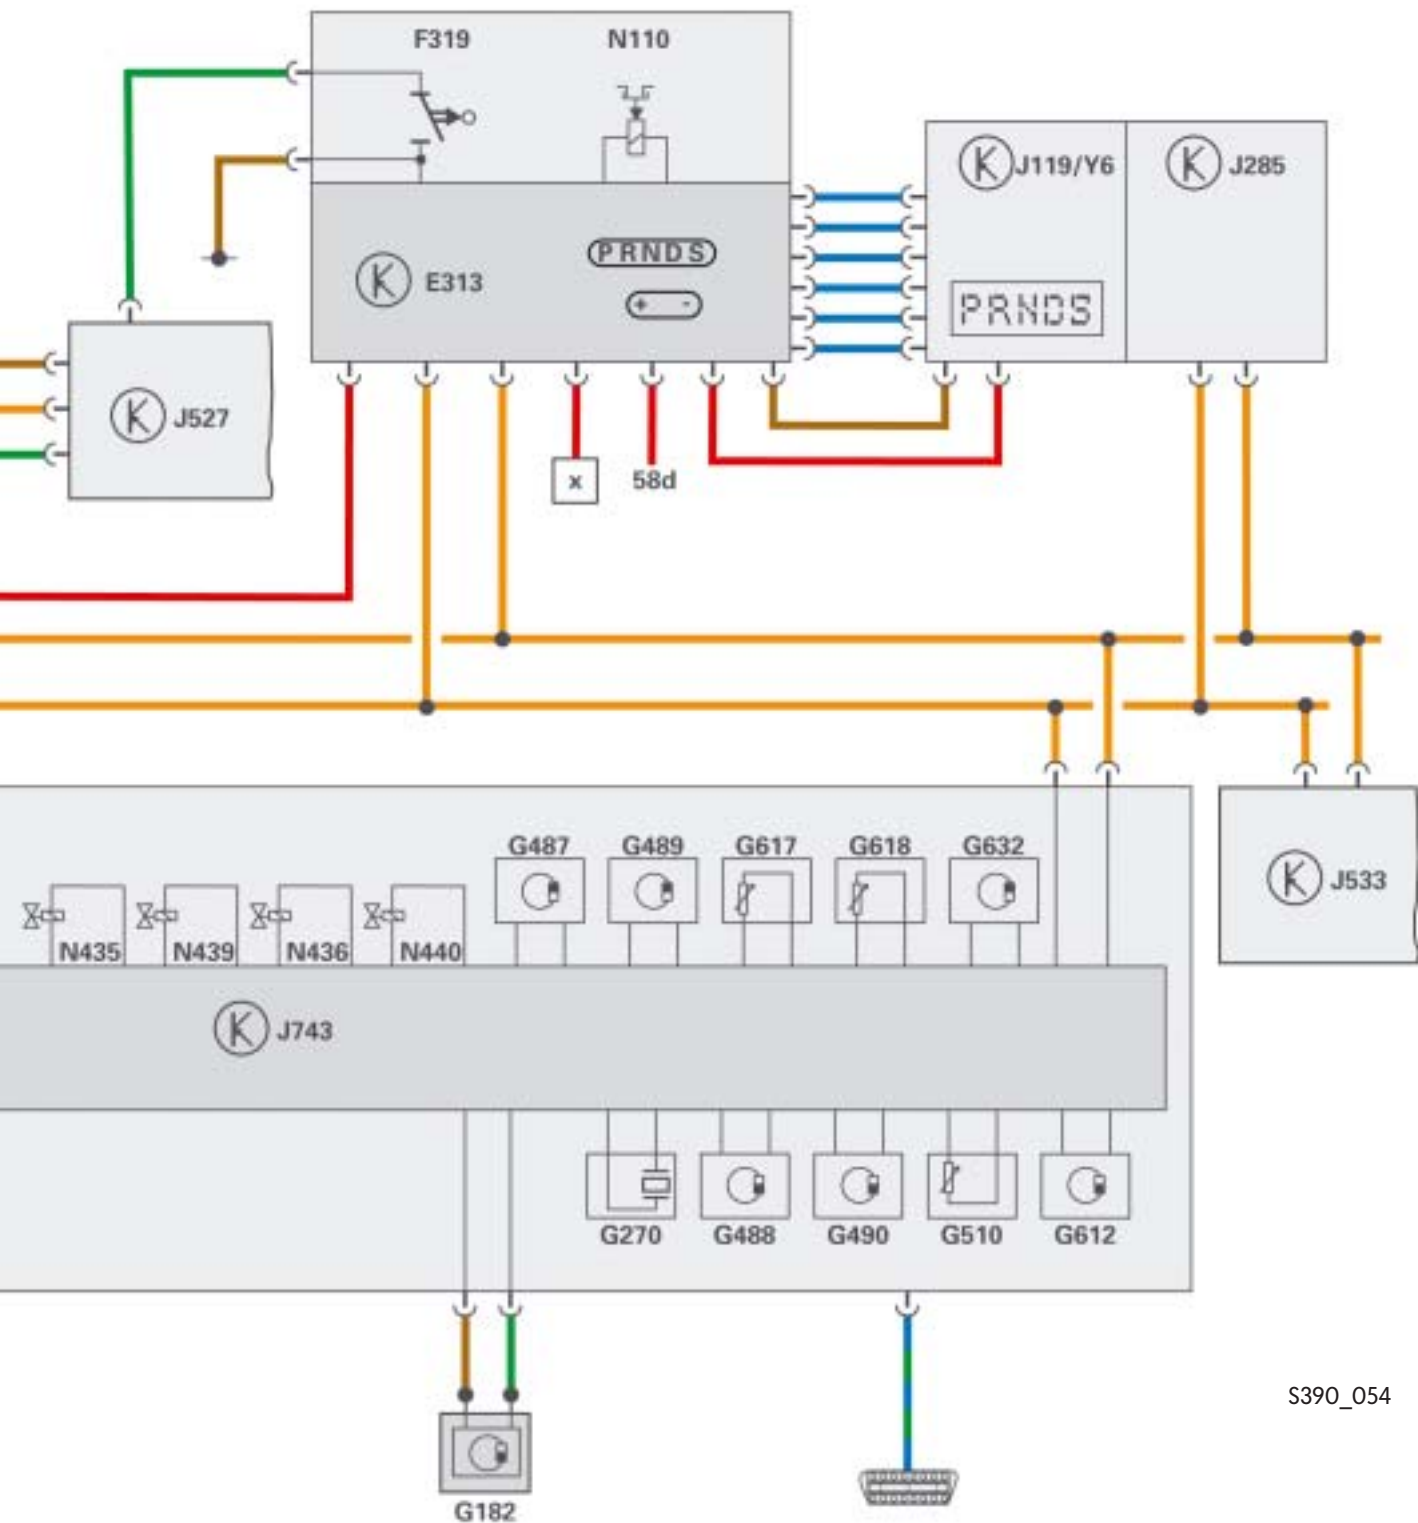 F319 N110
K J119/Y6 K J285
PRNDS
K E313
+ -
PRNDS
K J527
x 58d
G487 G489 G617 G618 G632
K J533
N435 N439 N436 N440
K J743
G270 G488 G490 G510 G612
S390_054
G182